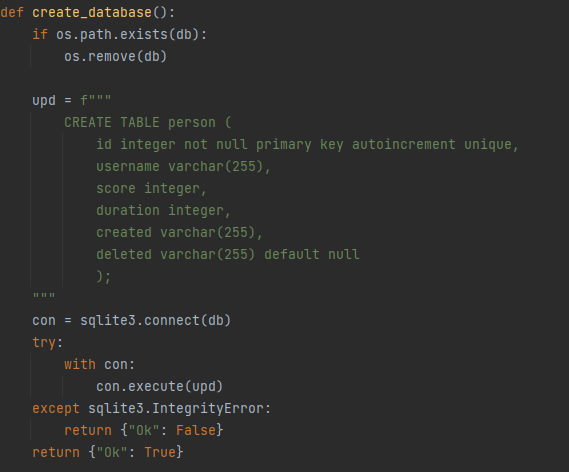 def create_database():
    if os.path.exists(db):
        os.remove(db)

    upd = f"""
        CREATE TABLE person (
            id integer not null primary key autoincrement unique,
            username varchar(255),
            score integer,
            duration integer,
            created varchar(255),
            deleted varchar(255) default null
            );
    """
    con = sqlite3.connect(db)
    try:
        with con:
            con.execute(upd)
    except sqlite3.IntegrityError:
        return {"Ok": False}
    return {"Ok": True}